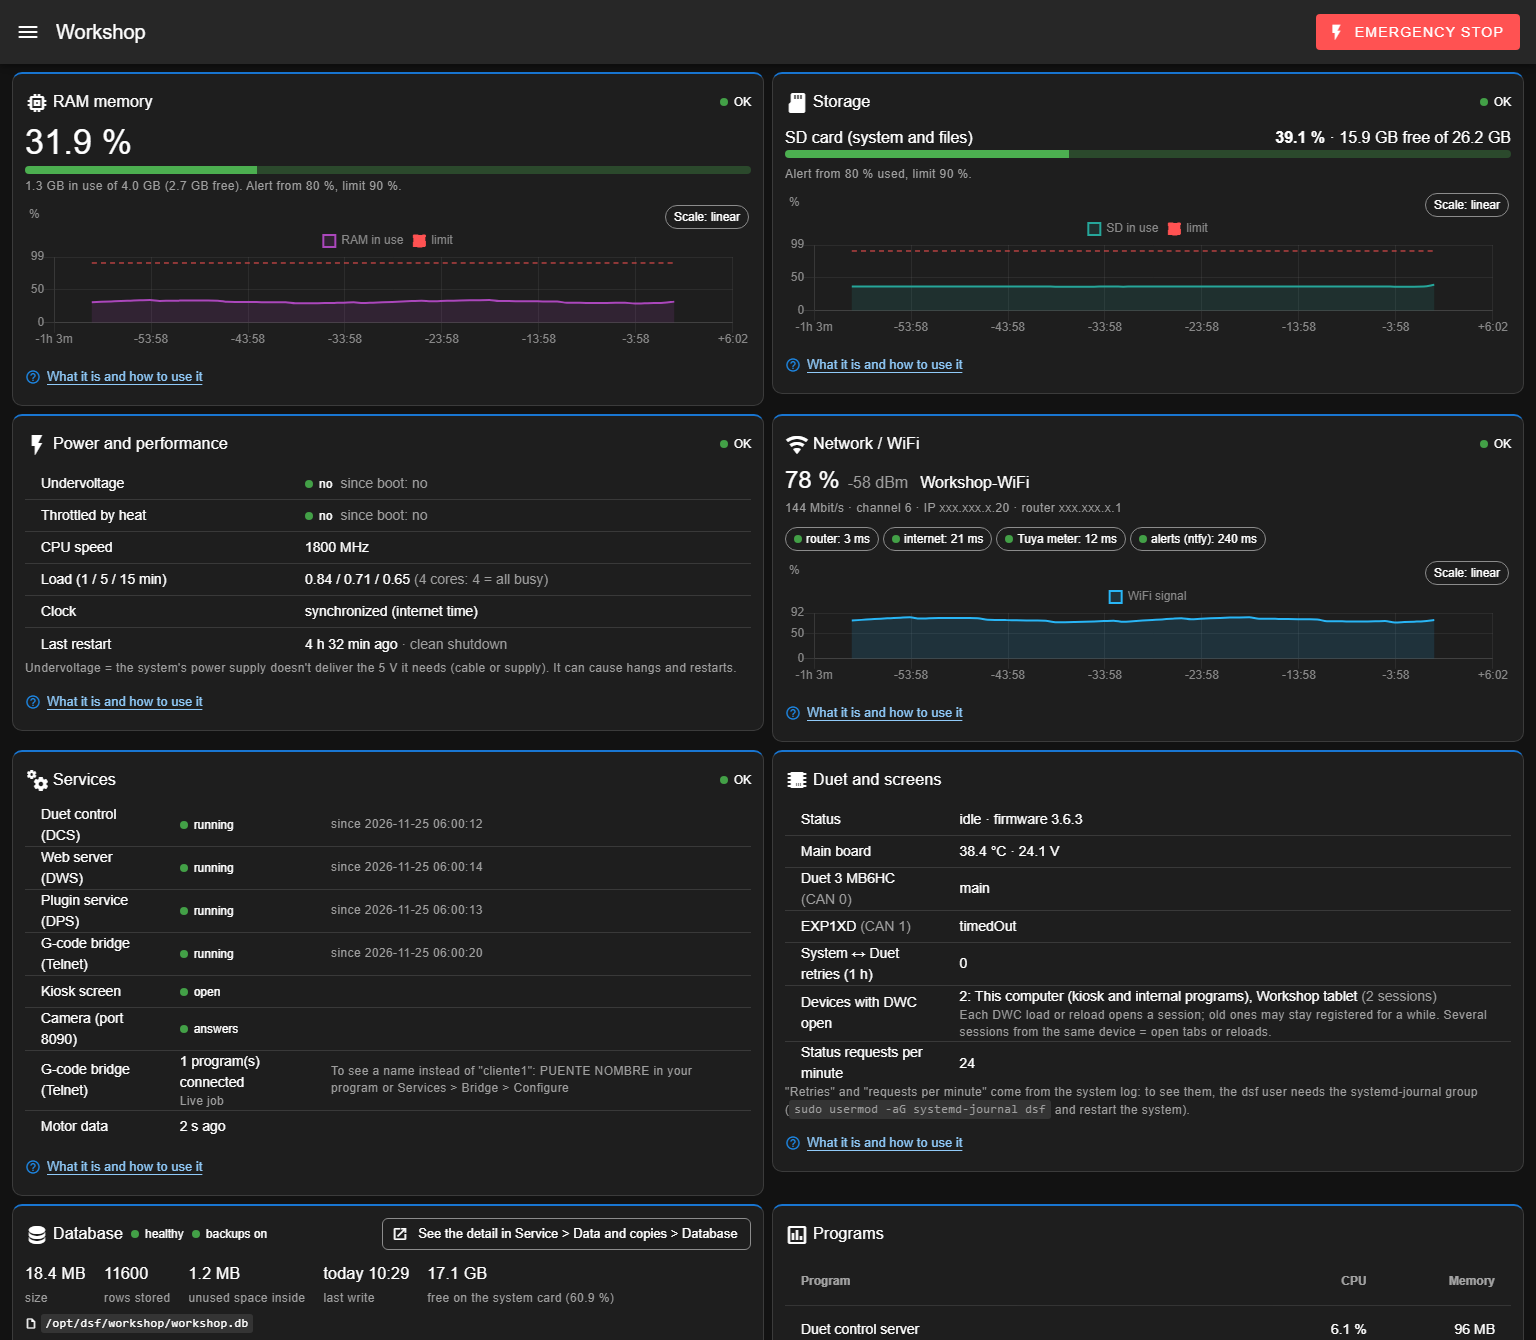 Workshop
EMERGENCY STOP
RAM memory
OK
31.9 %
1.3 GB in use of 4.0 GB (2.7 GB free). Alert from 80 %, limit 90 %.
%
Scale: linear
RAM in use
limit
99
50
0
-1h 3m
-53:58
-43:58
-33:58
-23:58
-13:58
-3:58
+6:02
What it is and how to use it
Storage
OK
SD card (system and files)
39.1 % · 15.9 GB free of 26.2 GB
Alert from 80 % used, limit 90 %.
%
Scale: linear
SD in use
limit
99
50
0
-1h 3m
-53:58
-43:58
-33:58
-23:58
-13:58
-3:58
+6:02
What it is and how to use it
Power and performance
OK
Undervoltage
no since boot: no
Throttled by heat
no since boot: no
CPU speed
1800 MHz
Load (1 / 5 / 15 min)
0.84 / 0.71 / 0.65 (4 cores: 4 = all busy)
Clock
synchronized (internet time)
Last restart
4 h 32 min ago · clean shutdown
Undervoltage = the system's power supply doesn't deliver the 5 V it needs (cable or supply). It can cause hangs and restarts.
What it is and how to use it
Network / WiFi
OK
78 % -58 dBm Workshop-WiFi
144 Mbit/s · channel 6 · IP xxx.xxx.x.20 · router xxx.xxx.x.1
router: 3 ms
internet: 21 ms
Tuya meter: 12 ms
alerts (ntfy): 240 ms
%
Scale: linear
WiFi signal
92
50
0
-1h 3m
-53:58
-43:58
-33:58
-23:58
-13:58
-3:58
+6:02
What it is and how to use it
Services
OK
Duet control
(DCS)
running
since 2026-11-25 06:00:12
Web server
(DWS)
running
since 2026-11-25 06:00:14
Plugin service
(DPS)
running
since 2026-11-25 06:00:13
G-code bridge
(Telnet)
running
since 2026-11-25 06:00:20
Kiosk screen
open
Camera (port
8090)
answers
G-code bridge
(Telnet)
1 program(s)
connected
Live job
To see a name instead of "cliente1": PUENTE NOMBRE in your
program or Services > Bridge > Configure
Motor data
2 s ago
What it is and how to use it
Duet and screens
Status
idle · firmware 3.6.3
Main board
38.4 °C · 24.1 V
Duet 3 MB6HC
(CAN 0)
main
EXP1XD (CAN 1)
timedOut
System ↔ Duet
retries (1 h)
0
Devices with DWC
open
2: This computer (kiosk and internal programs), Workshop tablet (2 sessions)
Each DWC load or reload opens a session; old ones may stay registered for a while. Several
sessions from the same device = open tabs or reloads.
Status requests per
minute
24
"Retries" and "requests per minute" come from the system log: to see them, the dsf user needs the systemd-journal group
( sudo usermod -aG systemd-journal dsf and restart the system).
What it is and how to use it
Database
healthy
backups on
See the detail in Service > Data and copies > Database
18.4 MB
size
11600
rows stored
1.2 MB
unused space inside
today 10:29
last write
17.1 GB
free on the system card (60.9 %)
/opt/dsf/workshop/workshop.db
Programs
Program
CPU
Memory
Duet control server
6.1 %
96 MB